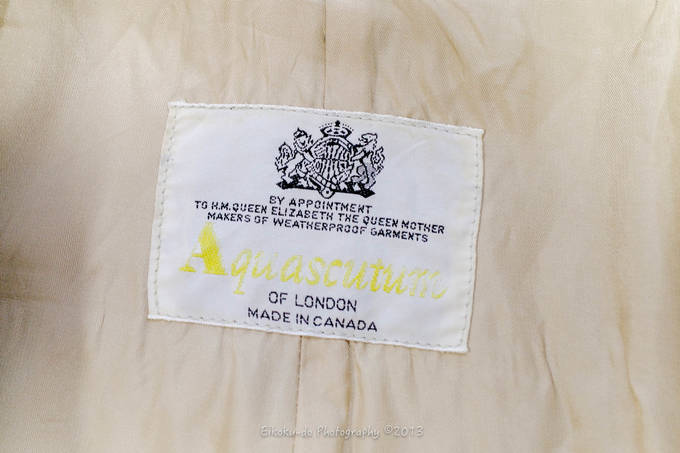 BY APPOINTMENT
TO H.M.QUEEN ELIZABETH THE QUEEN MOTHER
MAKERS OF WEATHERPROOF GARMENTS
Aquascutum
OF LONDON
MADE IN CANADA
Eikoku-do Photography ©2013